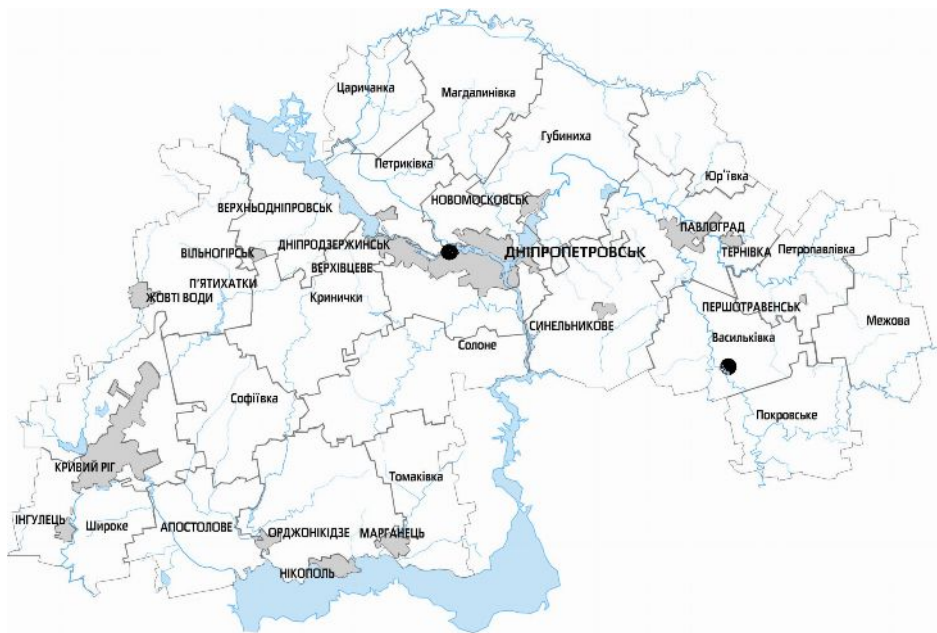 Царичанка
Магдалинівка
Губиниха
Петриківка
Юр'ївка
НОВОМОСКОВСЬК
ВЕРХНЬОДНІПРОВСЬК
ПАВЛОГРАД
ДНІПРОДЗЕРЖИНСЬК
ДНІПРОПЕТРОВСЬК
ТЕРНІВКА
Петропавлівка
ВІЛЬНОГІРСЬК
ВЕРХІВЦЕВЕ
П'ЯТИХАТКИ
ЖОВТІ ВОДИ
Кринички
ПЕРШОТРАВЕНСЬК
СИНЕЛЬНИКОВЕ
Межова
Васильківка
Солоне
Софіївка
Покровське
КРИВИЙ РІГ
Томаківка
ІНГУЛЕЦЬ
Широке
АПОСТОЛОВЕ
ОРДЖОНІКІДЗЕ
МАРГАНЕЦЬ
НІКОПОЛЬ